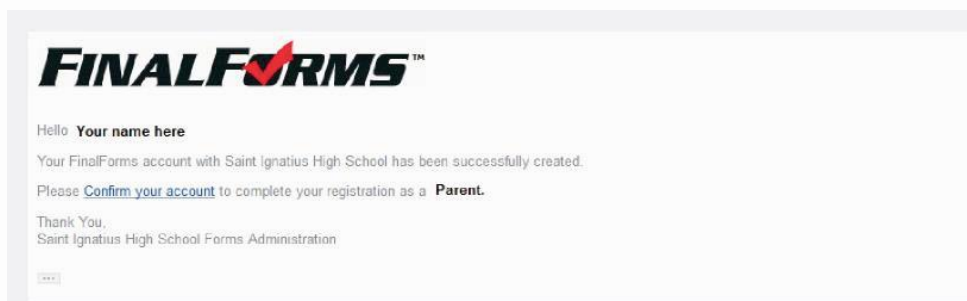 FINALFORMS™
Hello Your name here
Your FinalForms account with Saint Ignatius High School has been successfully created.
Please Confirm your account to complete your registration as a Parent.
Thank You,
Saint Ignatius High School Forms Administration
...